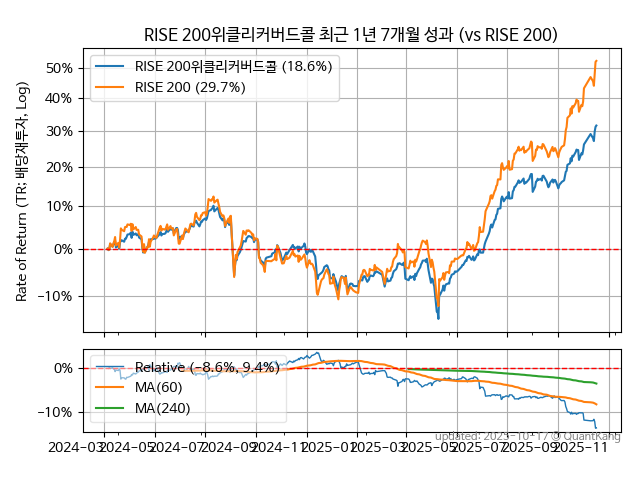 RISE 200위클리커버드콜 최근 1년 7개월 성과 (vs RISE 200)
RISE 200위클리커버드콜 (18.6%)
RISE 200 (29.7%)
Rate of Return (TR: 배당재투자, Log)
50%
40%
30%
20%
10%
0%
−10%
Relative (−8.6%, 9.4%)
MA(60)
MA(240)
0%
−10%
updated: 2025-10-17 © QuantKang
2024-03 2024-05 2024-07 2024-09 2024-11 2025-01 2025-03 2025-05 2025-07 2025-09 2025-11